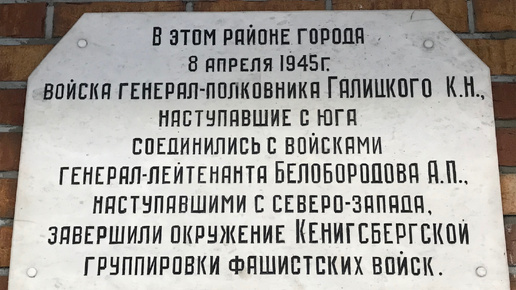 В этом районе города
8 апреля 1945г.
войска генерал-полковника Галицкого К.Н.,
наступавшие с юга
соединились с войсками
генерал-лейтенанта Белобородова А.П.,
наступавшими с северо-запада,
завершили окружение Кенигсбергской
группировки фашистских войск.